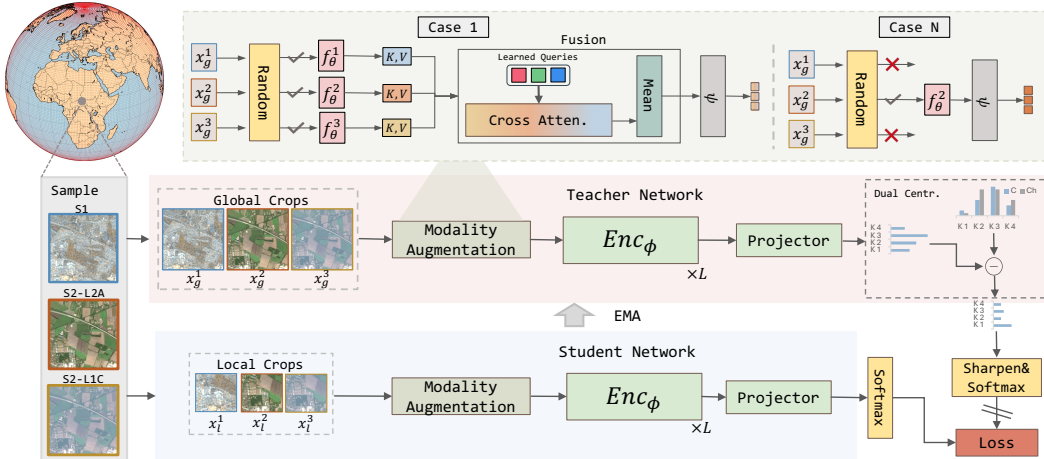 Case 1
Case N
Fusion
Learned Queries
x_g^1
x_g^2
x_g^3
Random
f_θ^1
f_θ^2
f_θ^3
K,V
K,V
K,V
Cross Atten.
Mean
ψ
x_g^1
x_g^2
x_g^3
Random
f_θ^2
ψ
Sample
S1
S2-L2A
S2-L1C
Teacher Network
Global Crops
x_g^1 x_g^2 x_g^3
Modality
Augmentation
Enc_ϕ
×L
Projector
Dual Centr.
C Ch
K1 K2 K3 K4
K4
K3
K2
K1
−
K4
K3
K2
K1
EMA
Student Network
Local Crops
x_l^1 x_l^2 x_l^3
Modality
Augmentation
Enc_ϕ
×L
Projector
Softmax
Sharpen&
Softmax
Loss